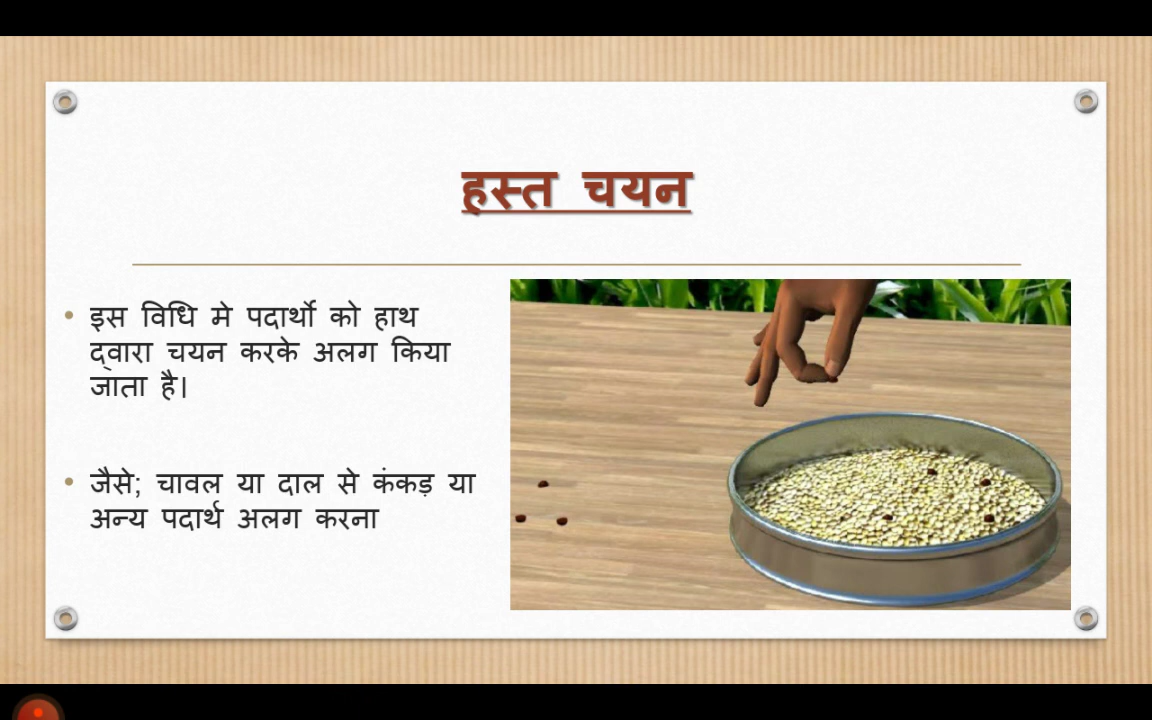 हस्त चयन
इस विधि मे पदार्थो को हाथ
द्वारा चयन करके अलग किया
जाता है।
जैसे; चावल या दाल से कंकड़ या
अन्य पदार्थ अलग करना